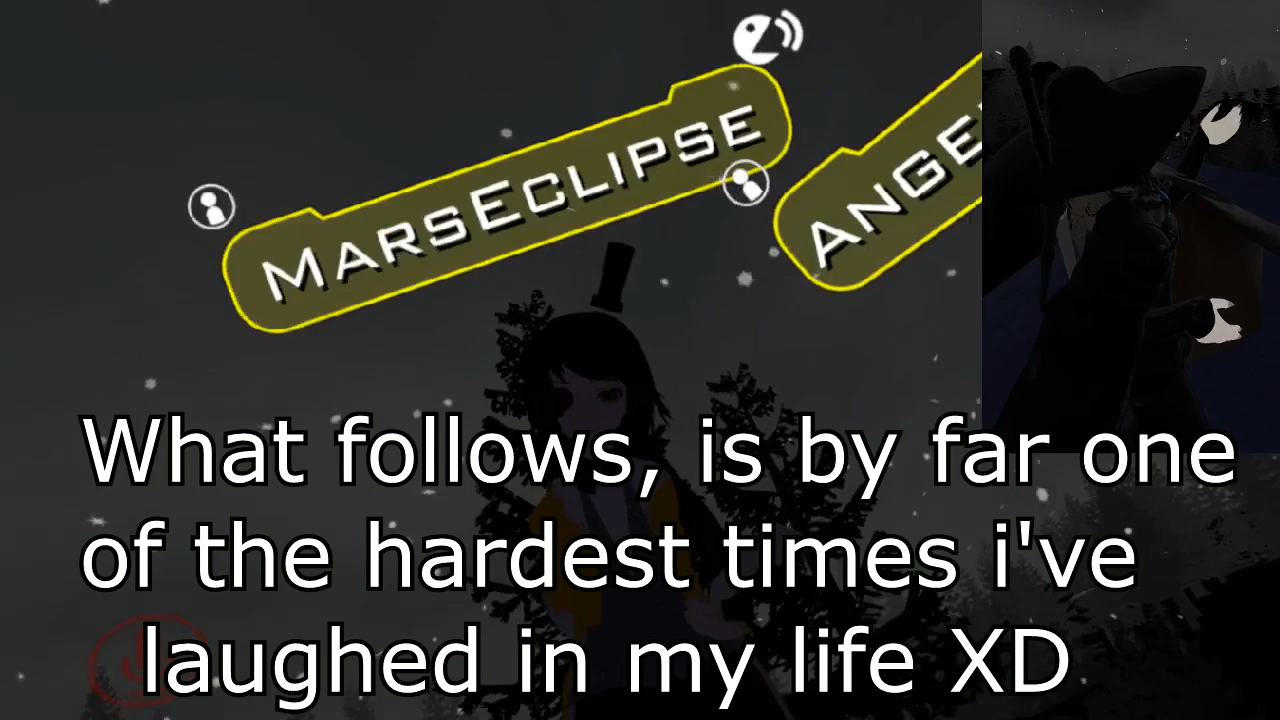 MarsEclipse
What follows, is by far one
of the hardest times i've
laughed in my life XD